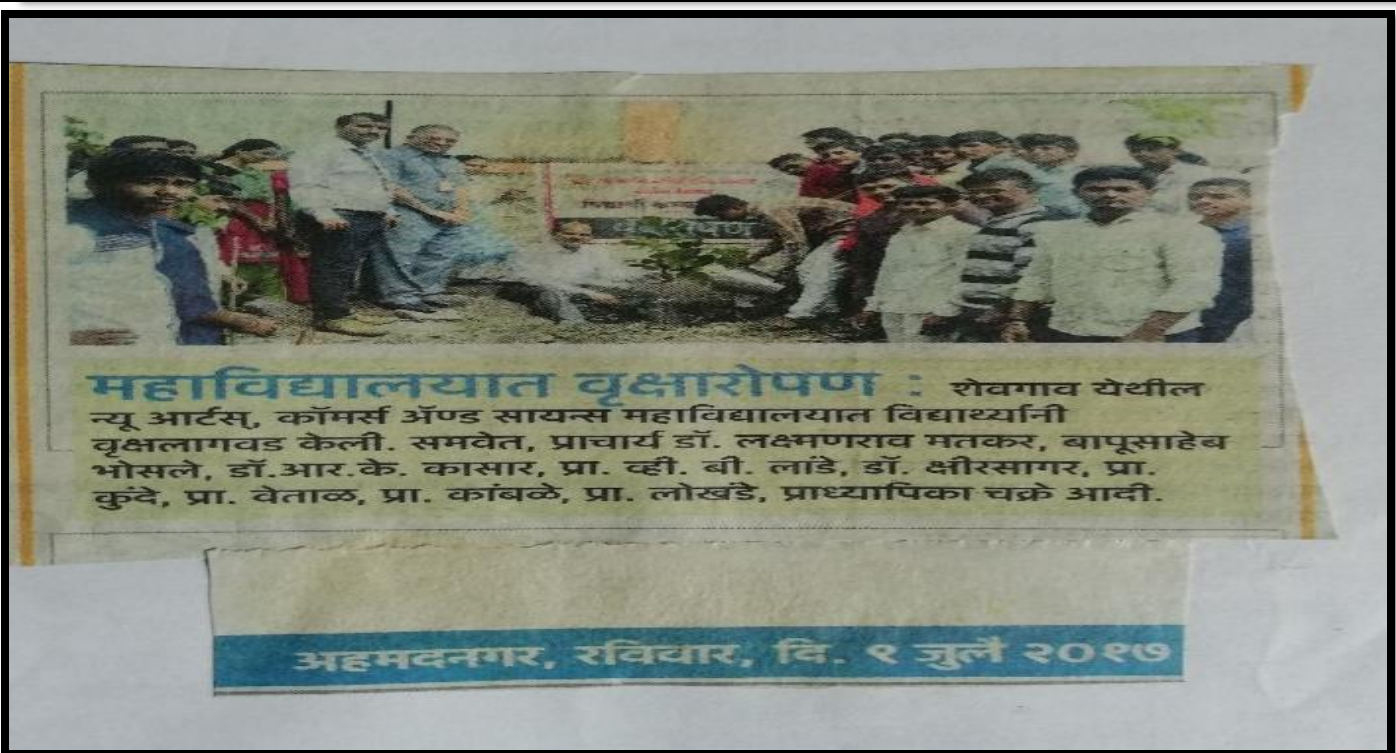 वृक्षारोपण
महाविद्यालयात वृक्षारोपण : शेवगाव येथील
न्यू आर्टस्, कॉमर्स ॲण्ड सायन्स महाविद्यालयात विद्यार्थ्यांनी
वृक्षलागवड केली. समवेत, प्राचार्य डॉ. लक्ष्मणराव मतकर, बापूसाहेब
भोसले, डॉ.आर.के. कासार, प्रा. व्ही. बी. लांडे, डॉ. क्षीरसागर, प्रा.
कुंदे, प्रा. वेताळ, प्रा. कांबळे, प्रा. लोखंडे, प्राध्यापिका चक्रे आदी.
अहमदनगर, रविवार, दि. ९ जुलै २०१७